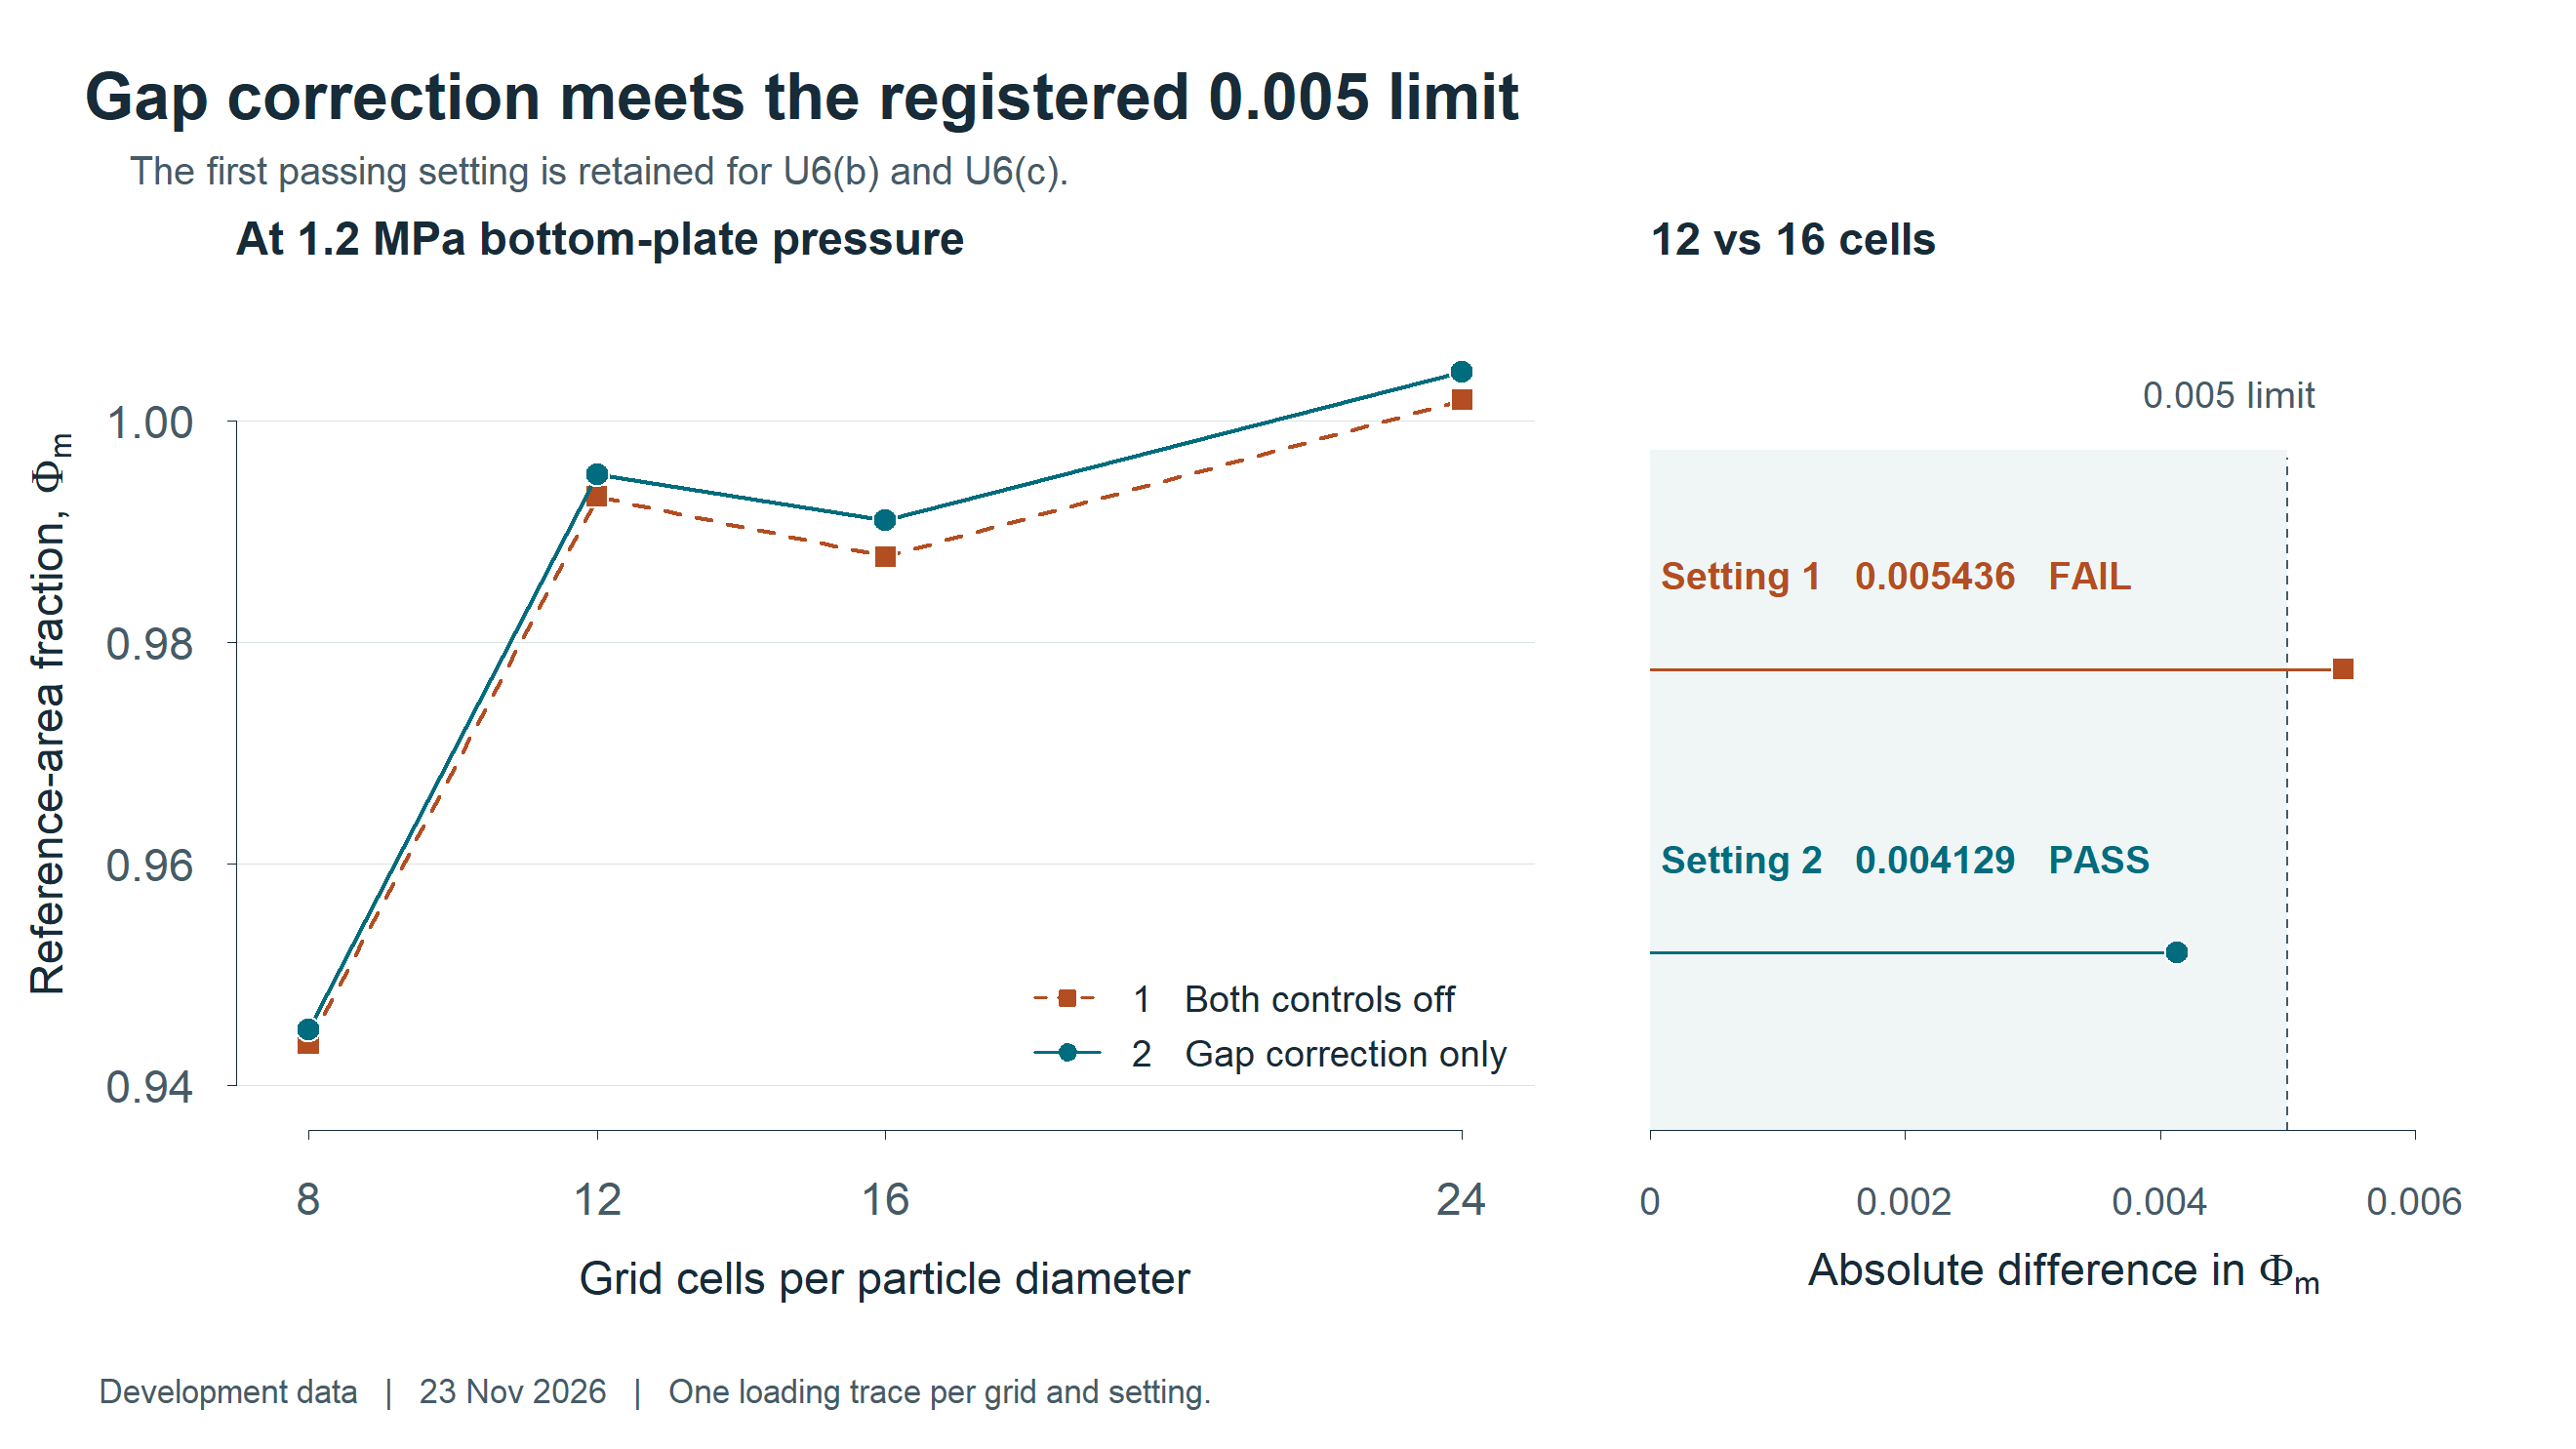 Gap correction meets the registered 0.005 limit
The first passing setting is retained for U6(b) and U6(c).
At 1.2 MPa bottom-plate pressure
Reference-area fraction, Φm
1.00
0.98
0.96
0.94
1 Both controls off
2 Gap correction only
8 12 16 24
Grid cells per particle diameter
12 vs 16 cells
0.005 limit
Setting 1 0.005436 FAIL
Setting 2 0.004129 PASS
0 0.002 0.004 0.006
Absolute difference in Φm
Development data | 23 Nov 2026 | One loading trace per grid and setting.